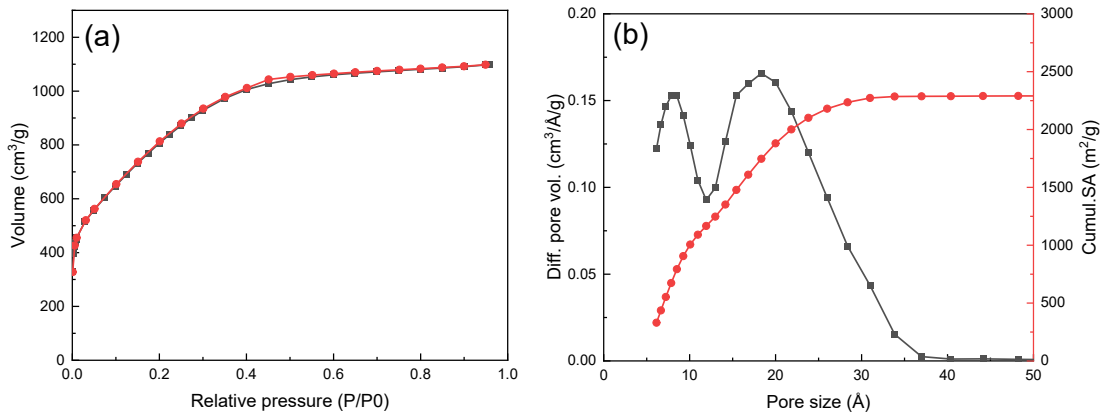 (a)
Volume (cm³/g)
1200
1000
800
600
400
200
0
0.0 0.2 0.4 0.6 0.8 1.0
Relative pressure (P/P0)
(b)
Diff. pore vol. (cm³/Å/g)
0.20
0.15
0.10
0.05
0.00
0 10 20 30 40 50
Pore size (Å)
3000
2500
2000
1500
1000
500
0
Cumul.SA (m²/g)